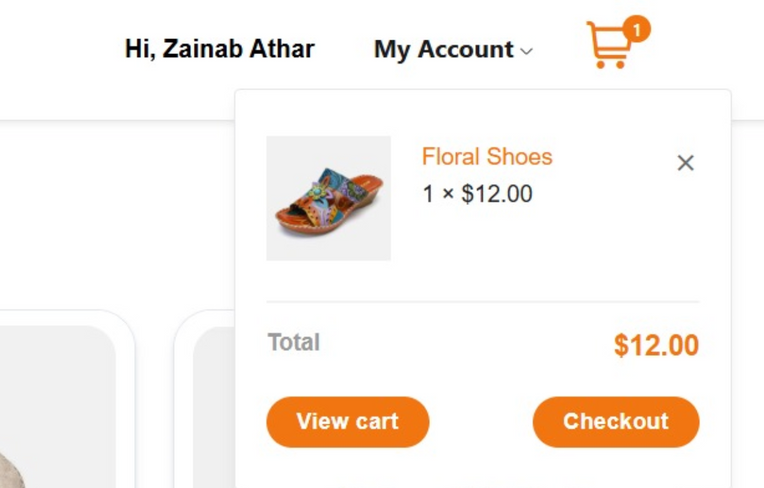 Hi, Zainab Athar
My Account
1
Floral Shoes
1 × $12.00
×
Total
$12.00
View cart
Checkout